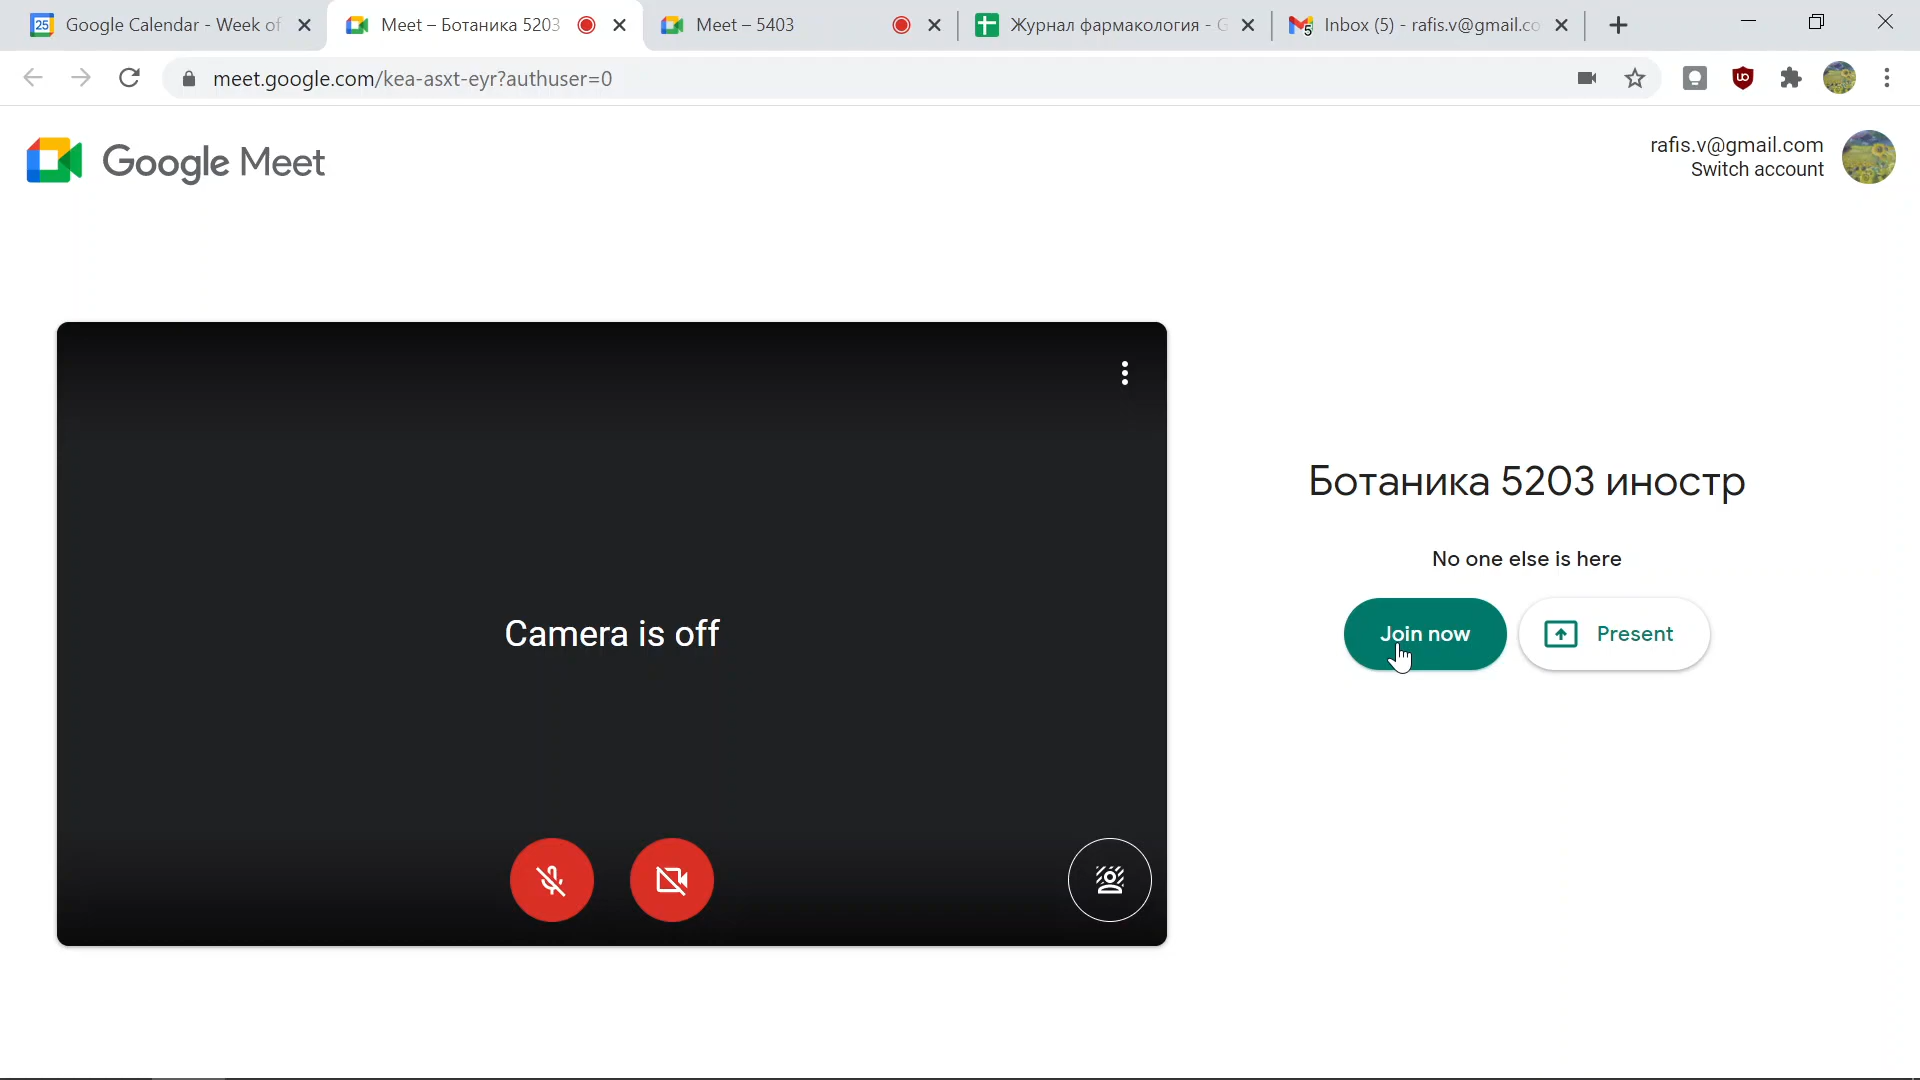 25 Google Calendar - Week of
Meet – Ботаника 5203
Meet – 5403
Журнал фармакология - G
5 Inbox (5) - rafis.v@gmail.co
meet.google.com/kea-asxt-eyr?authuser=0
Google Meet
rafis.v@gmail.com
Switch account
Ботаника 5203 иностр
No one else is here
Camera is off
Join now
Present